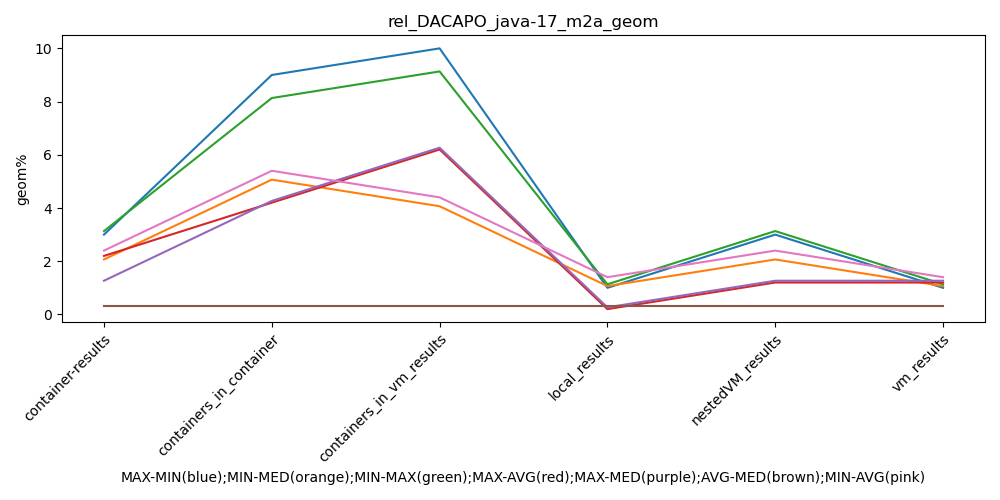 rel_DACAPO_java-17_m2a_geom
geom%
10
8
6
4
2
0
container-results
containers_in_container
containers_in_vm_results
local_results
nestedVM_results
vm_results
MAX-MIN(blue);MIN-MED(orange);MIN-MAX(green);MAX-AVG(red);MAX-MED(purple);AVG-MED(brown);MIN-AVG(pink)